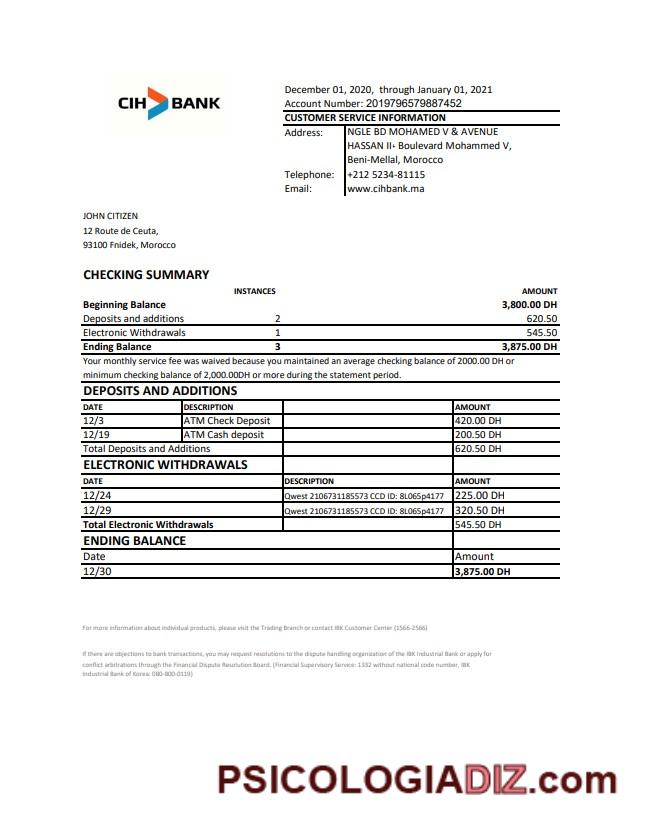 CIH BANK
December 01, 2020, through January 01, 2021
Account Number: 2019796579887452
CUSTOMER SERVICE INFORMATION
Address: NGLE BD MOHAMED V & AVENUE
HASSAN II، Boulevard Mohammed V,
Beni-Mellal, Morocco
Telephone: +212 5234-81115
Email: www.cihbank.ma
JOHN CITIZEN
12 Route de Ceuta,
93100 Fnidek, Morocco
CHECKING SUMMARY
INSTANCES AMOUNT
Beginning Balance 3,800.00 DH
Deposits and additions 2 620.50
Electronic Withdrawals 1 545.50
Ending Balance 3 3,875.00 DH
Your monthly service fee was waived because you maintained an average checking balance of 2000.00 DH or
minimum checking balance of 2,000.00DH or more during the statement period.
DEPOSITS AND ADDITIONS
DATE DESCRIPTION AMOUNT
12/3 ATM Check Deposit 420.00 DH
12/19 ATM Cash deposit 200.50 DH
Total Deposits and Additions 620.50 DH
ELECTRONIC WITHDRAWALS
DATE DESCRIPTION AMOUNT
12/24 Qwest 2106731185573 CCD ID: 8L065p4177 225.00 DH
12/29 Qwest 2106731185573 CCD ID: 8L065p4177 320.50 DH
Total Electronic Withdrawals 545.50 DH
ENDING BALANCE
Date Amount
12/30 3,875.00 DH
For more information about individual products, please visit the Trading Branch or contact IBK Customer Center (1566-2566)
If there are objections to bank transactions, you may request resolutions to the dispute handling organization of the IBK Industrial Bank or apply for
conflict arbitrations through the Financial Dispute Resolution Board. (Financial Supervisory Service: 1332 without national code number, IBK
Industrial Bank of Korea: 080-800-0119)
PSICOLOGIADIZ.com